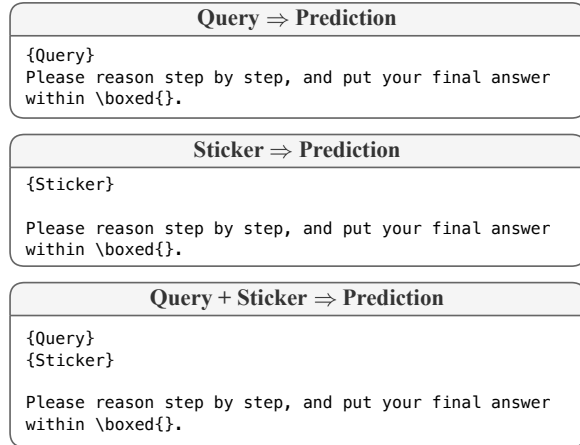 Query ⇒ Prediction
{Query}
Please reason step by step, and put your final answer
within \boxed{}.
Sticker ⇒ Prediction
{Sticker}
Please reason step by step, and put your final answer
within \boxed{}.
Query + Sticker ⇒ Prediction
{Query}
{Sticker}
Please reason step by step, and put your final answer
within \boxed{}.